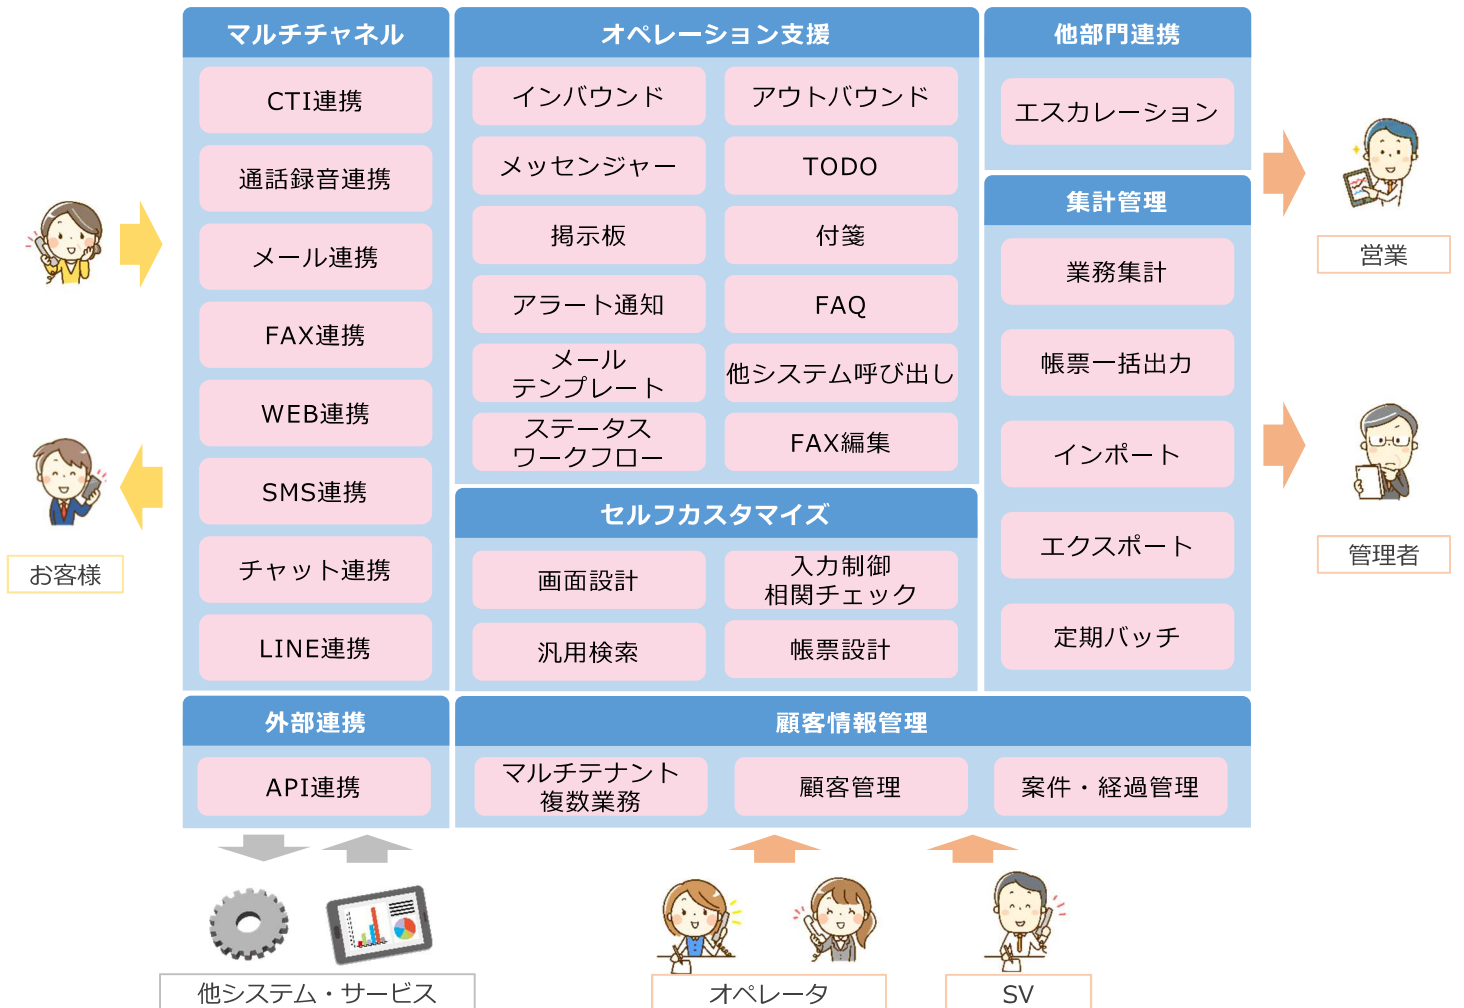 マルチチャネル
CTI連携
通話録音連携
メール連携
FAX連携
WEB連携
SMS連携
チャット連携
LINE連携
オペレーション支援
インバウンド
アウトバウンド
メッセンジャー
TODO
掲示板
付箋
アラート通知
FAQ
メール
テンプレート
他システム呼び出し
ステータス
ワークフロー
FAX編集
セルフカスタマイズ
画面設計
入力制御
相関チェック
汎用検索
帳票設計
他部門連携
エスカレーション
集計管理
業務集計
帳票一括出力
インポート
エクスポート
定期バッチ
外部連携
API連携
顧客情報管理
マルチテナント
複数業務
顧客管理
案件・経過管理
お客様
営業
管理者
他システム・サービス
オペレータ
SV